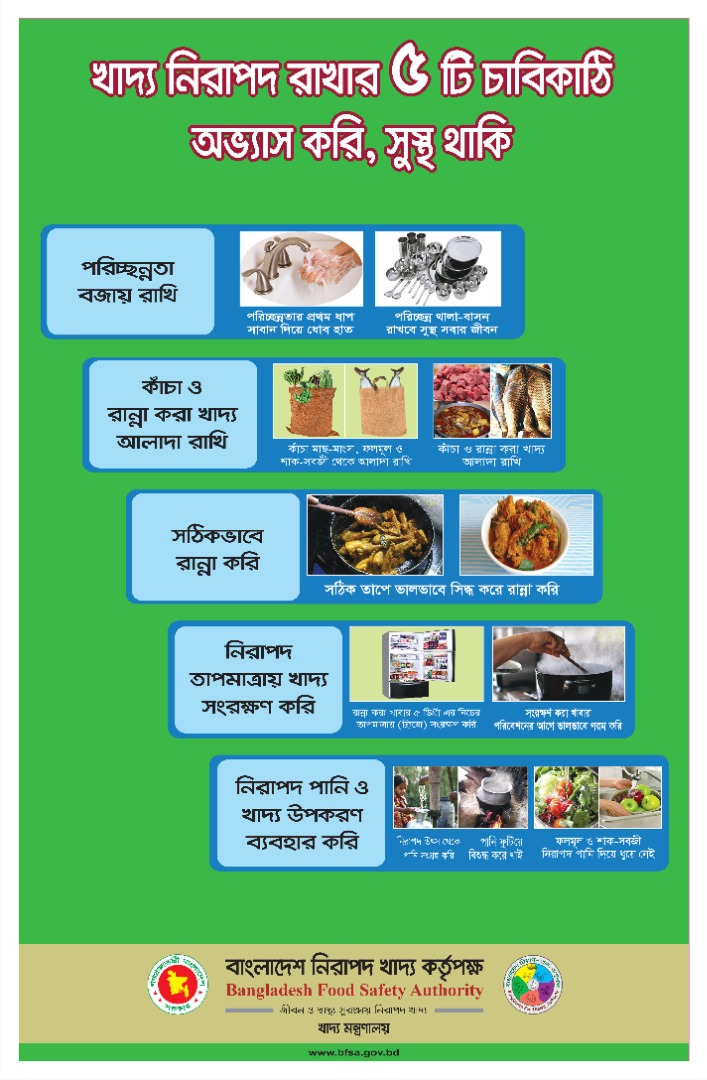 খাদ্য নিরাপদ রাখার ৫ টি চাবিকাঠি
অভ্যাস করি, সুস্থ থাকি
পরিচ্ছন্নতা
বজায় রাখি
পরিচ্ছন্নতার প্রথম ধাপ
সাবান দিয়ে ধোব হাত
পরিচ্ছন্ন থালা-বাসন
রাখবে সুস্থ সবার জীবন
কাঁচা ও
রান্না করা খাদ্য
আলাদা রাখি
কাঁচা মাছ-মাংস, ফলমূল ও
শাক-সবজী থেকে আলাদা রাখি
কাঁচা ও রান্না করা খাদ্য
আলাদা রাখি
সঠিকভাবে
রান্না করি
সঠিক তাপে ভালভাবে সিদ্ধ করে রান্না করি
নিরাপদ
তাপমাত্রায় খাদ্য
সংরক্ষণ করি
রান্না করা খাবার ৫ ডিগ্রী এর নিচের
তাপমাত্রায় (ফ্রিজে) সংরক্ষণ করি
সংরক্ষণ করা খাবার
পরিবেশনের আগে ভালভাবে গরম করি
নিরাপদ পানি ও
খাদ্য উপকরণ
ব্যবহার করি
নিরাপদ উৎস থেকে
পানি সংগ্রহ করি
পানি ফুটিয়ে
বিশুদ্ধ করে খাই
ফলমূল ও শাক-সবজী
নিরাপদ পানি দিয়ে ধুয়ে নেই
বাংলাদেশ নিরাপদ খাদ্য কর্তৃপক্ষ
Bangladesh Food Safety Authority
জীবন ও স্বাস্থ্য সুরক্ষায় নিরাপদ খাদ্য
খাদ্য মন্ত্রণালয়
www.bfsa.gov.bd